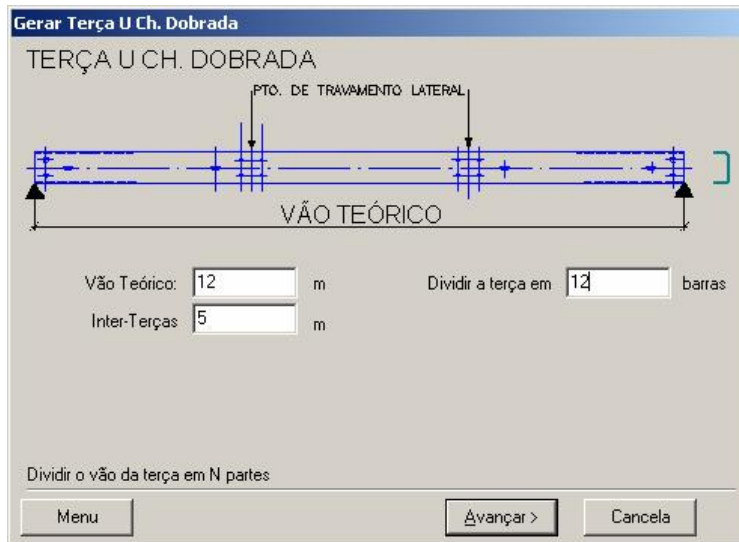 Gerar Terça U Ch. Dobrada
TERÇA U CH. DOBRADA
PTO. DE TRAVAMENTO LATERAL
VÃO TEÓRICO
Vão Teórico: 12 m Dividir a terça em 12 barras
Inter-Terças 5 m
Dividir o vão da terça em N partes
Menu Avançar > Cancela